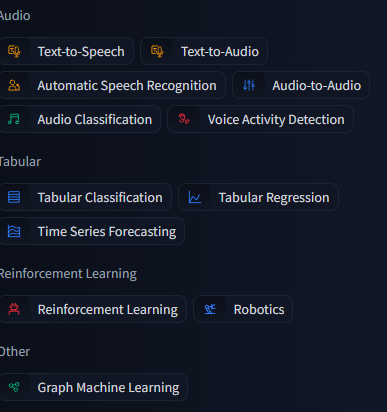 Audio
Text-to-Speech Text-to-Audio
Automatic Speech Recognition Audio-to-Audio
Audio Classification Voice Activity Detection
Tabular
Tabular Classification Tabular Regression
Time Series Forecasting
Reinforcement Learning
Reinforcement Learning Robotics
Other
Graph Machine Learning